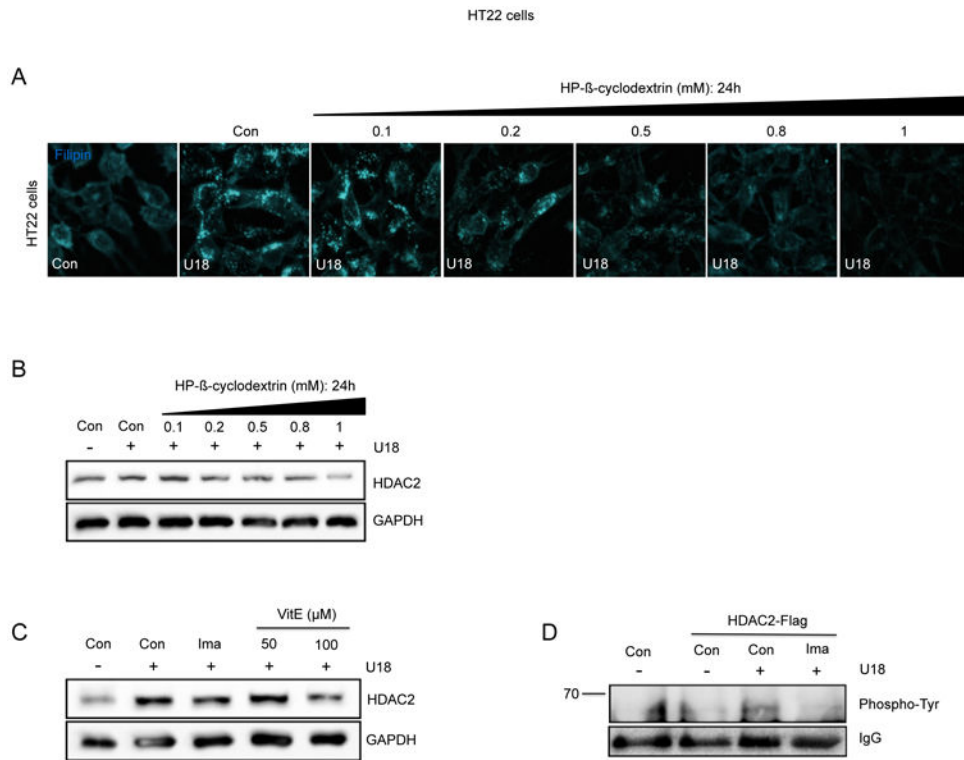 HT22 cells
A
HP-ß-cyclodextrin (mM): 24h
Con 0.1 0.2 0.5 0.8 1
HT22 cells
Filipin
Con U18 U18 U18 U18 U18 U18
B
HP-ß-cyclodextrin (mM): 24h
Con Con 0.1 0.2 0.5 0.8 1
- + + + + + + U18
HDAC2
GAPDH
C
VitE (µM)
Con Con Ima 50 100
- + + + + U18
HDAC2
GAPDH
D
HDAC2-Flag
Con Con Con Ima
- - + + U18
70
Phospho-Tyr
IgG